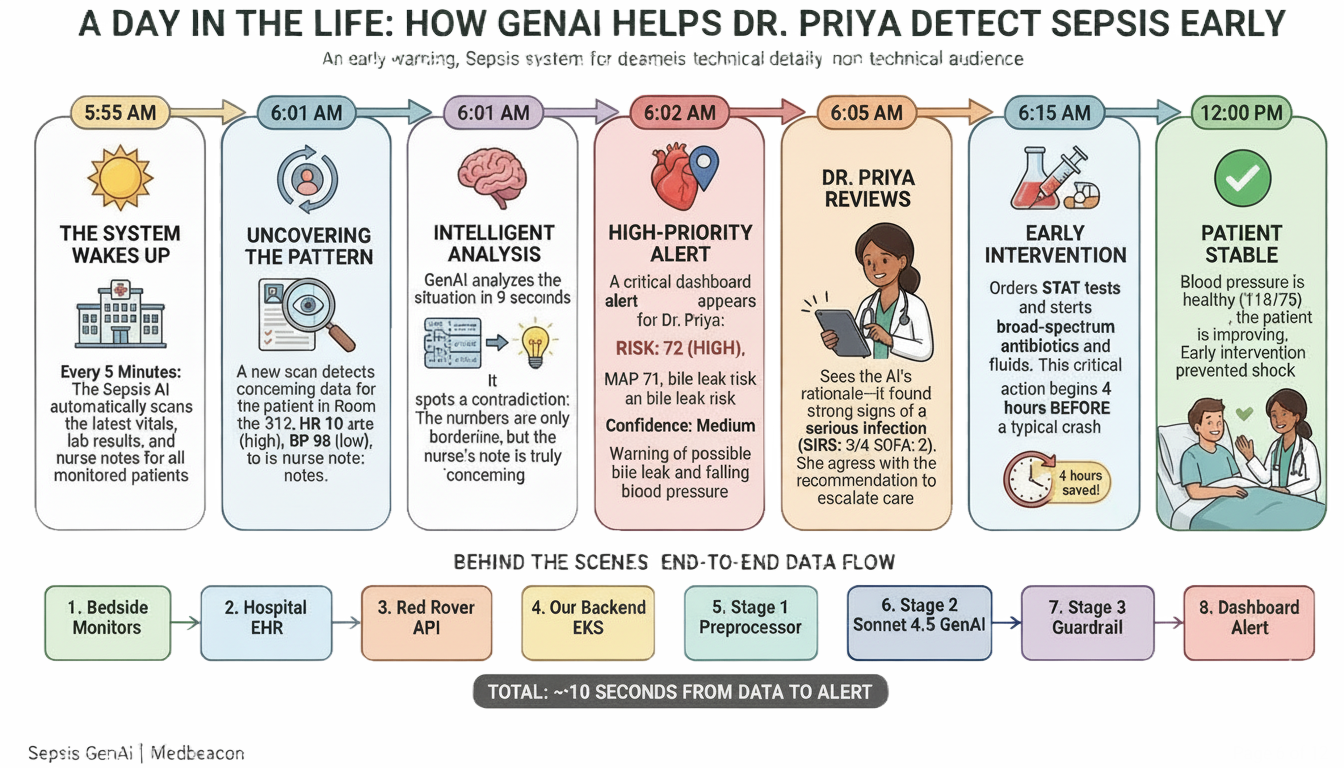 A DAY IN THE LIFE: HOW GENAI HELPS DR. PRIYA DETECT SEPSIS EARLY
An early warning, Sepsis system for deameis technical detaily non technical audience
5:55 AM
THE SYSTEM
WAKES UP
Every 5 Minutes:
The Sepsis AI
automatically scans
the latest vitals,
lab results, and
nurse notes for all
monitored patients
6:01 AM
UNCOVERING
THE PATTERN
A new scan detects
concerning data for
the patient in Room
the 312. HR 10 arte
(high), BP 98 (low),
to is nurse note:
notes.
6:01 AM
INTELLIGENT
ANALYSIS
GenAI analyzes the
situation in 9 seconds
It
spots a contradiction:
The numbers are only
borderine, but the
nurse's note is truly
'concerning
6:02 AM
HIGH-PRIORITY
ALERT
A critical dashboard
alert appears
for Dr. Priya:
RISK: 72 (HIGH),
MAP 71, bile leak risk
an bile leak risk
Confidence: Medium
Warning of possible
bile leak and falling
blood pressure
6:05 AM
DR. PRIYA
REVIEWS
Sees the AI's
rationale—it found
strong signs of a
serious infection
(SIRS: 3/4 SOFA: 2).
She agress with the
recommendation to
escalate care
6:15 AM
EARLY
INTERVENTION
Orders STAT tests
and sterts
broad-spectrum
antibiotics and
fluids. This critical
action begins 4
hours BEFORE
a typical crash
4 hours
saved!
12:00 PM
PATIENT
STABLE
Blood pressure is
healthy (118/75)
, the patient
is improving.
Early intervention
prevented shock
BEHIND THE SCENES END-TO-END DATA FLOW
1. Bedside
Monitors
2. Hospital
EHR
3. Red Rover
API
4. Our Backend
EKS
5. Stage 1
Preprocessor
6. Stage 2
Sonnet 4.5 GenAI
7. Stage 3
Guardrail
8. Dashboard
Alert
TOTAL: ~10 SECONDS FROM DATA TO ALERT
Sepsis GenAi | Medbeacon